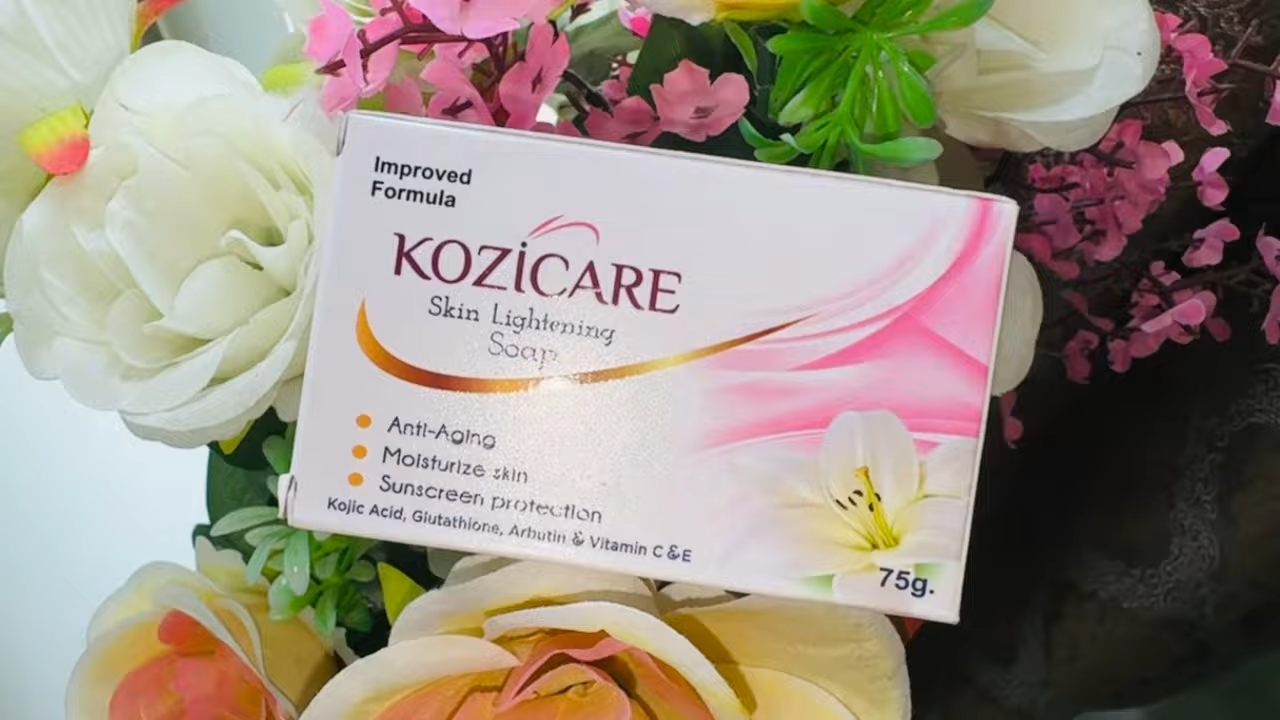 Improved
Formula
KOZiCARE
Skin Lightening
Soap
Anti-Aging
Moisturize skin
Sunscreen protection
Kojic Acid, Glutathione, Arbutin & Vitamin C & E
75g.